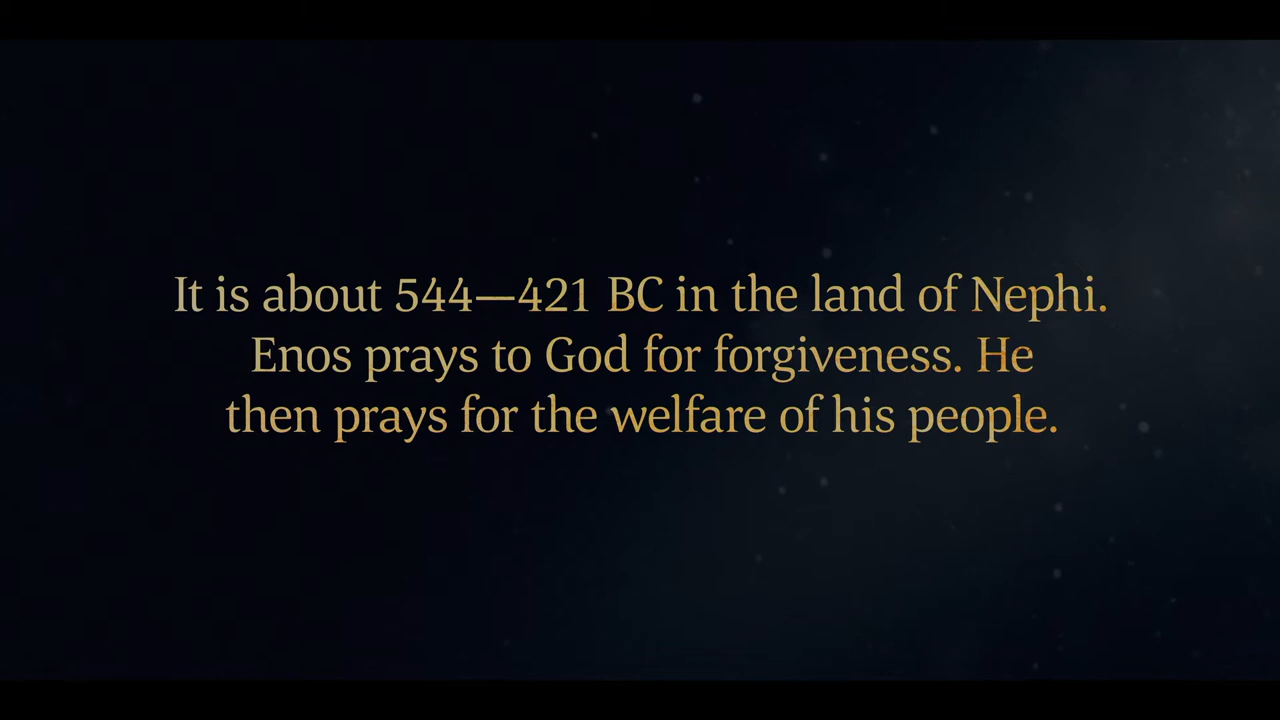 It is about 544—421 BC in the land of Nephi.
Enos prays to God for forgiveness. He
then prays for the welfare of his people.